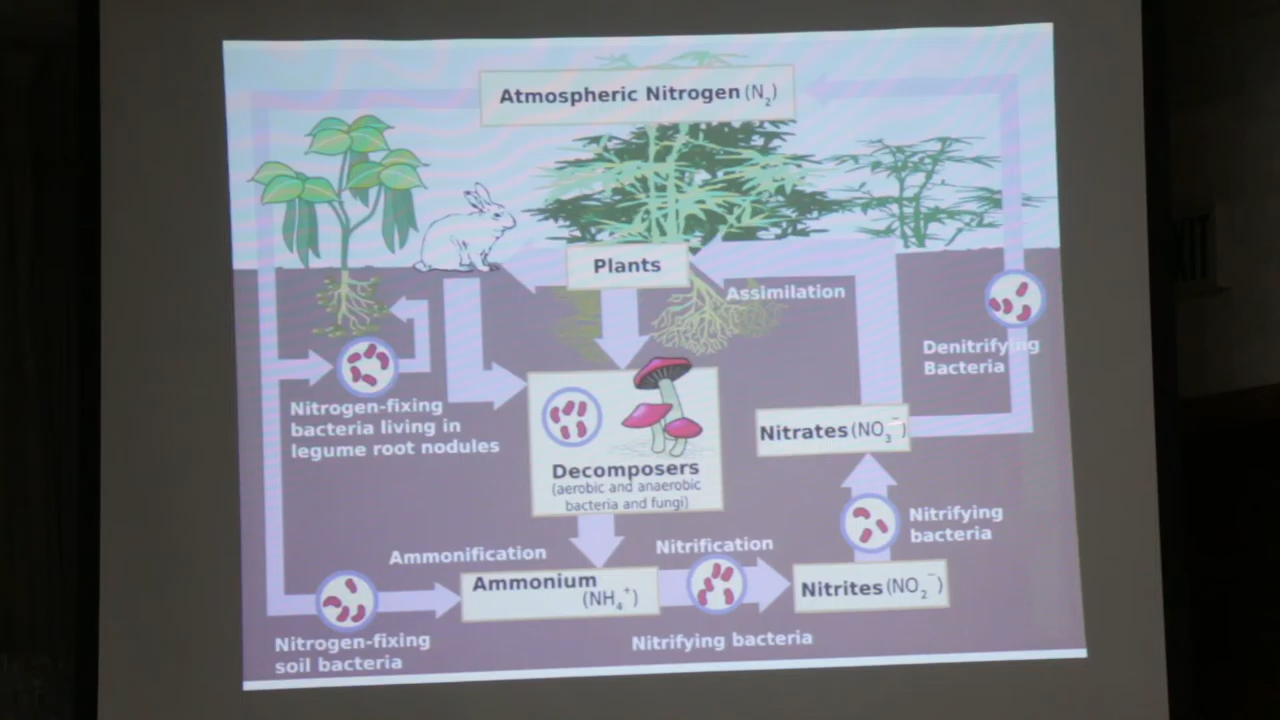 Atmospheric Nitrogen (N₂)
Plants
Assimilation
Denitrifying
Bacteria
Nitrogen-fixing
bacteria living in
legume root nodules
Nitrates (NO₃⁻)
Decomposers
(aerobic and anaerobic
bacteria and fungi)
Nitrifying
bacteria
Ammonification
Nitrification
Ammonium
(NH₄⁺)
Nitrites (NO₂⁻)
Nitrogen-fixing
soil bacteria
Nitrifying bacteria